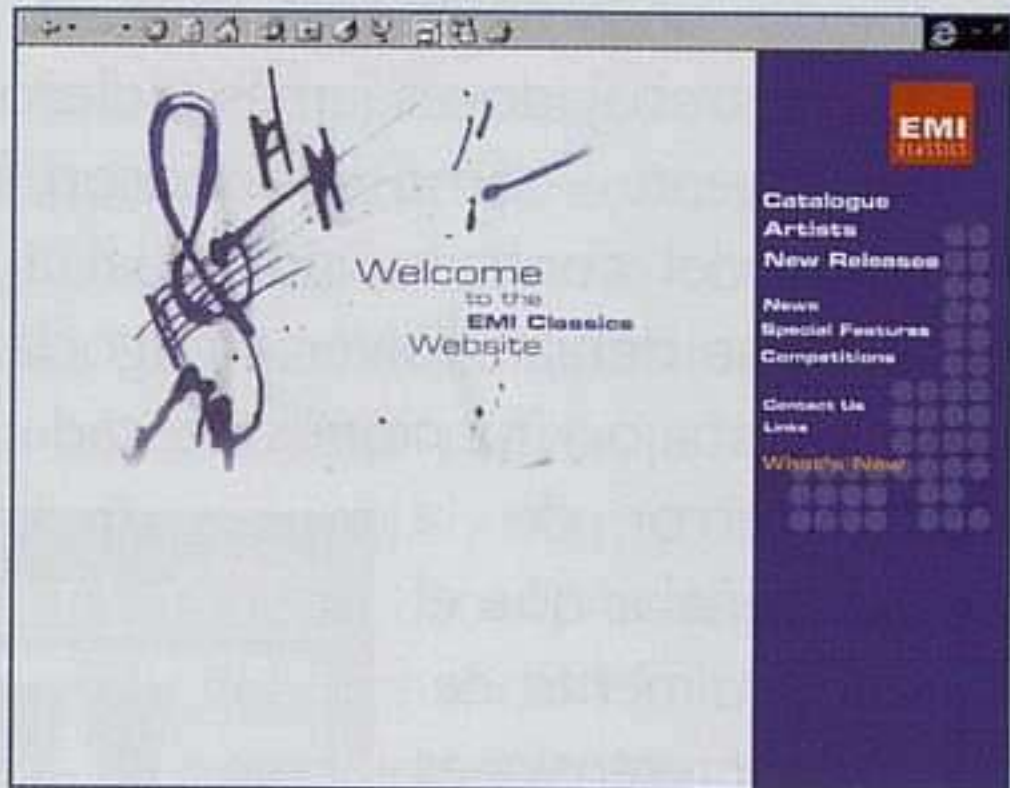 Welcome
to the
EMI Classics
Website
EMI
CLASSICS
Catalogue
Artists
New Releases
News
Special Features
Competitions
Contact Us
Links
What's New